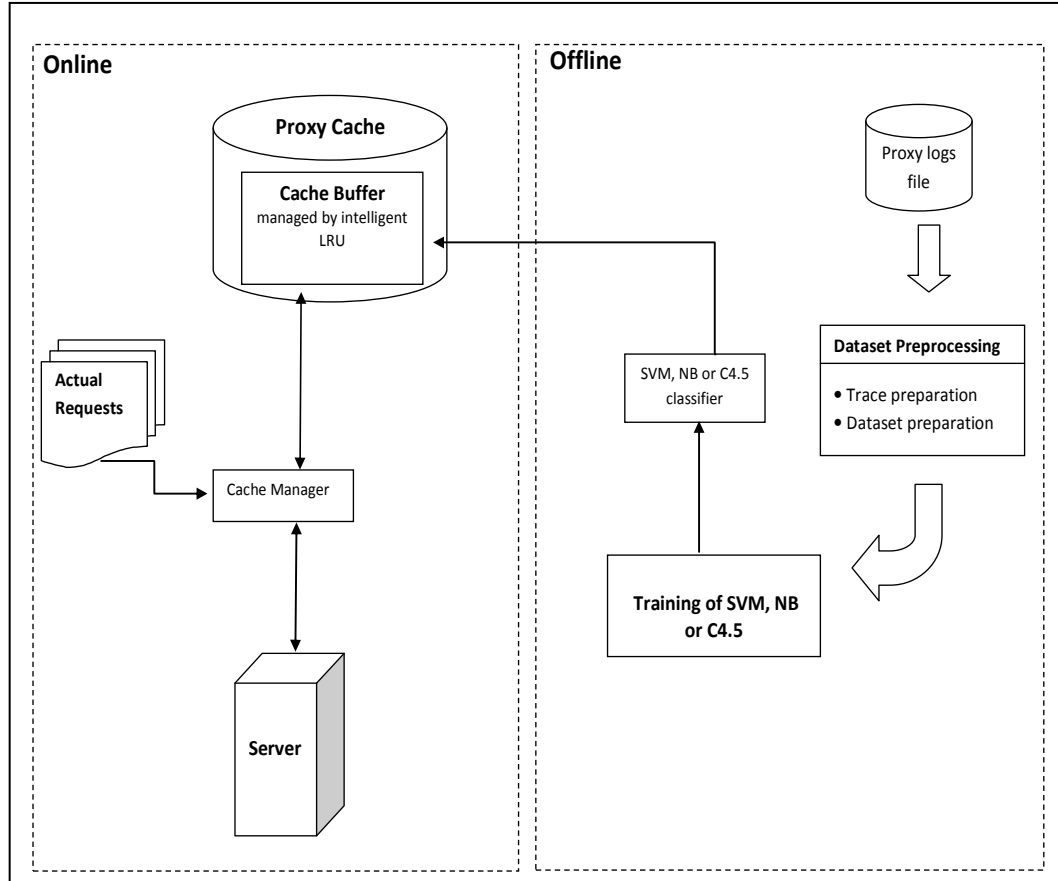 Online
Proxy Cache
Cache Buffer
managed by intelligent
LRU
Actual
Requests
Cache Manager
Server
Offline
Proxy logs
file
Dataset Preprocessing
• Trace preparation
• Dataset preparation
SVM, NB or C4.5
classifier
Training of SVM, NB
or C4.5